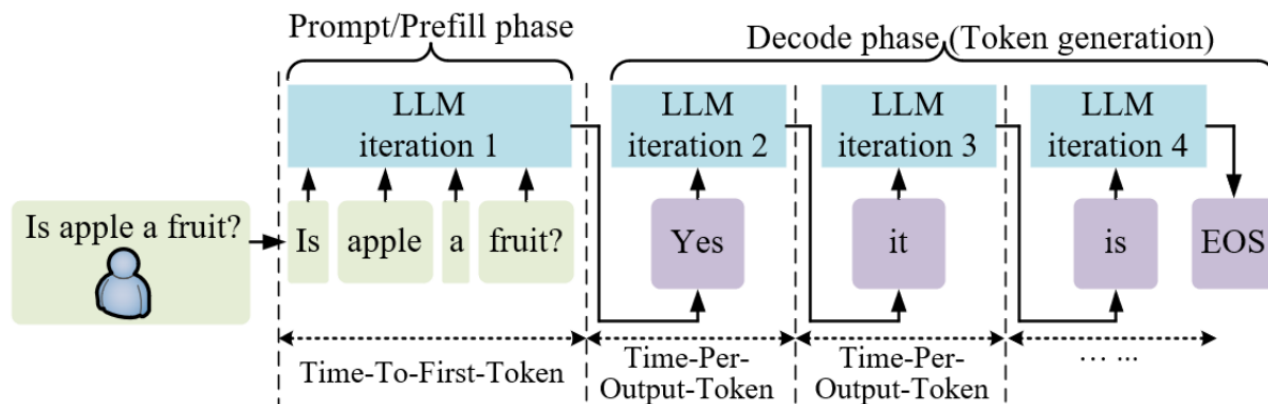 Prompt/Prefill phase
Decode phase (Token generation)
LLM
iteration 1
LLM
iteration 2
LLM
iteration 3
LLM
iteration 4
Is apple a fruit?
Is
apple
a
fruit?
Yes
it
is
EOS
Time-To-First-Token
Time-Per-
Output-Token
Time-Per-
Output-Token
... ...